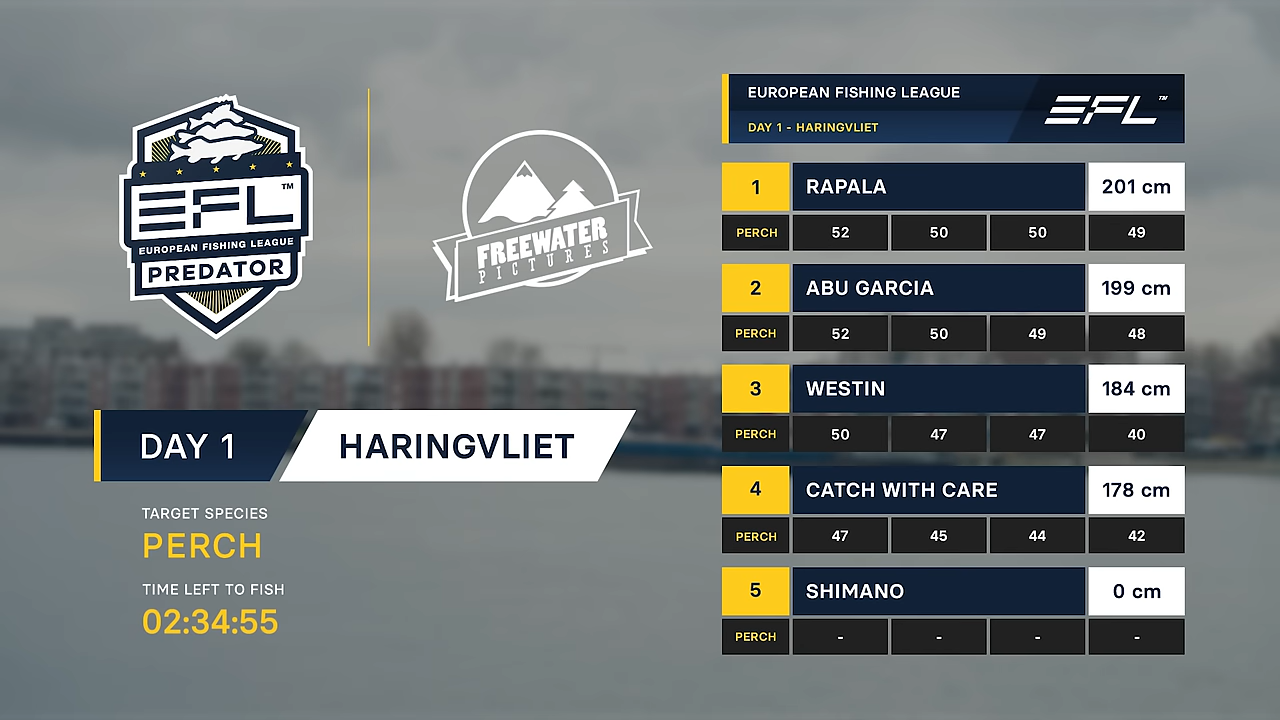 EFL™
EUROPEAN FISHING LEAGUE
PREDATOR
FREEWATER
PICTURES
DAY 1
HARINGVLIET
TARGET SPECIES
PERCH
TIME LEFT TO FISH
02:34:55
EUROPEAN FISHING LEAGUE
DAY 1 - HARINGVLIET
EFL™
1 RAPALA 201 cm
PERCH 52 50 50 49
2 ABU GARCIA 199 cm
PERCH 52 50 49 48
3 WESTIN 184 cm
PERCH 50 47 47 40
4 CATCH WITH CARE 178 cm
PERCH 47 45 44 42
5 SHIMANO 0 cm
PERCH - - - -